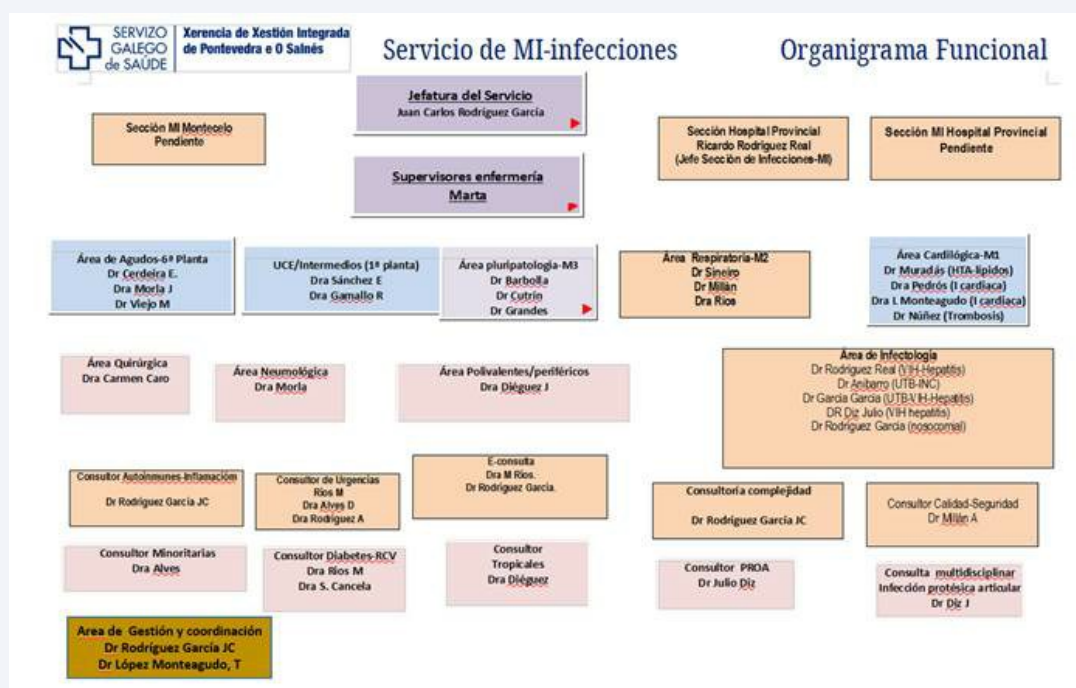 SERVIZO
GALEGO
de SAÚDE
Xerencia de Xestión Integrada
de Pontevedra e O Salnés
Servicio de MI-infecciones
Organigrama Funcional
Jefatura del Servicio
Juan Carlos Rodríguez García
Sección MI Montecelo
Pendiente
Sección Hospital Provincial
Ricardo Rodríguez Real
(Jefe Sección de Infecciones-MI)
Sección MI Hospital Provincial
Pendiente
Supervisores enfermería
Marta
Área de Agudos-6ª Planta
Dr Cerdeira E.
Dra Morla J
Dr Viejo M
UCE/Intermedios (1ª planta)
Dra Sánchez E
Dra Gamallo R
Área pluripatologia-M3
Dr Barbolla
Dr Cutrín
Dr Grandes
Área Respiratoria-M2
Dr Sineiro
Dr Millán
Dra Rios
Área Cardilógica-M1
Dr Muradás (HTA-lípidos)
Dra Pedrós (I cardiaca)
Dra L Monteagudo (I cardiaca)
Dr Núñez (Trombosis)
Área Quirúrgica
Dra Carmen Caro
Área Neumológica
Dra Morla
Área Polivalentes/periféricos
Dra Diéguez J
Área de Infectología
Dr Rodríguez Real (VIH-Hepatitis)
Dr Anibarro (UTB-INC)
Dr García García (UTB-VIH-Hepatitis)
DR Diz Julio (VIH hepatitis)
Dr Rodríguez García (nosocomial)
Consultor Autoinmunes-Inflamación
Dr Rodríguez García JC
Consultor de Urgencias
Rios M
Dra Alves D
Dra Rodríguez A
E-consulta
Dra M Rios.
Dr Rodríguez García.
Consultoría complejidad
Dr Rodríguez García JC
Consultor Calidad-Seguridad
Dr Millán A
Consultor Minoritarias
Dra Alves
Consultor Diabetes-RCV
Dra Rios M
Dra S. Cancela
Consultor
Tropicales
Dra Diéguez
Consultor PROA
Dr Julio Diz
Consulta multidisciplinar
Infección protésica articular
Dr Diz J
Area de Gestión y coordinación
Dr Rodríguez García JC
Dr López Monteagudo, T